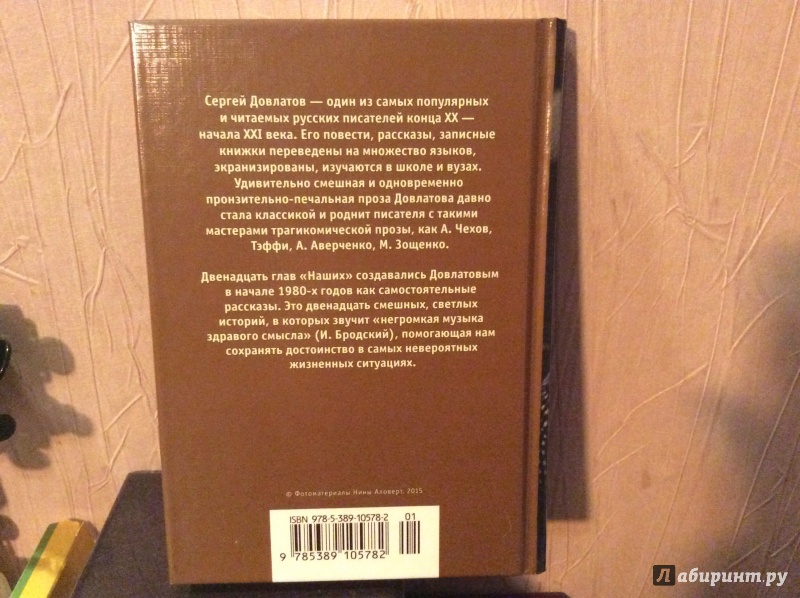 Сергей Довлатов — один из самых популярных
и читаемых русских писателей конца XX —
начала XXI века. Его повести, рассказы, записные
книжки переведены на множество языков,
экранизированы, изучаются в школе и вузах.
Удивительно смешная и одновременно
пронзительно-печальная проза Довлатова давно
стала классикой и роднит писателя с такими
мастерами трагикомической прозы, как А. Чехов,
Тэффи, А. Аверченко, М. Зощенко.
Двенадцать глав «Наших» создавались Довлатовым
в начале 1980-х годов как самостоятельные
рассказы. Это двенадцать смешных, светлых
историй, в которых звучит «негромкая музыка
здравого смысла» (И. Бродский), помогающая нам
сохранять достоинство в самых невероятных
жизненных ситуациях.
© Фотоматериалы Нины Аловерт, 2015
ISBN 978-5-389-10578-2 01
9 785389 105782
Лабиринт.ру